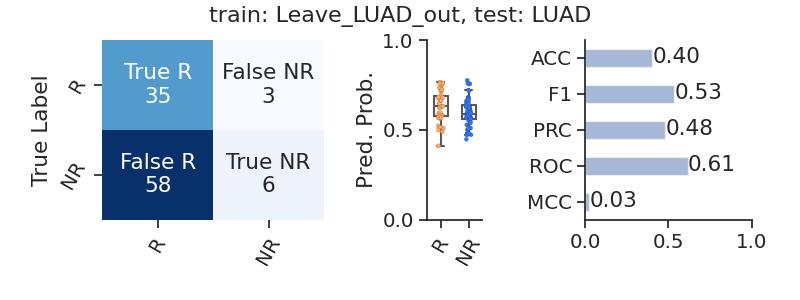 train: Leave_LUAD_out, test: LUAD
True Label
R
NR
True R
35
False NR
3
False R
58
True NR
6
R
NR
Pred. Prob.
1.0
0.5
0.0
R
NR
ACC
0.40
F1
0.53
PRC
0.48
ROC
0.61
MCC
0.03
0.0
0.5
1.0